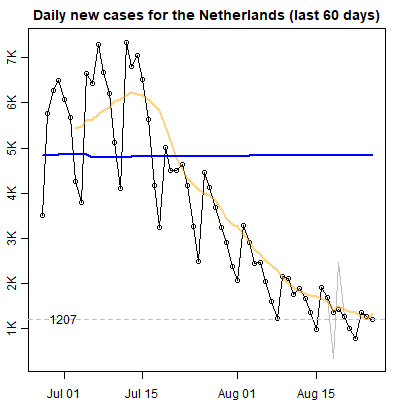 Daily new cases for the Netherlands (last 60 days)
7K
6K
5K
4K
3K
2K
1K
1207
Jul 01 Jul 15 Aug 01 Aug 15